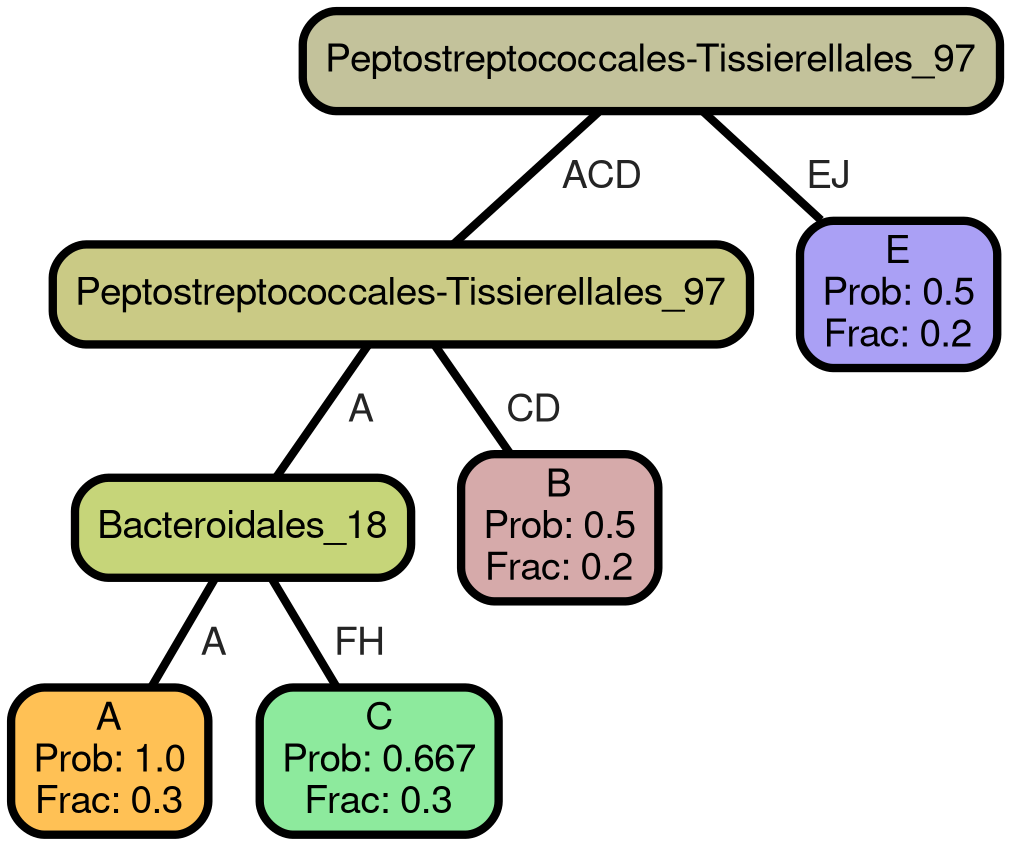 Peptostreptococcales-Tissierellales_97
ACD
EJ
Peptostreptococcales-Tissierellales_97
E
Prob: 0.5
Frac: 0.2
A
CD
Bacteroidales_18
B
Prob: 0.5
Frac: 0.2
A
FH
A
Prob: 1.0
Frac: 0.3
C
Prob: 0.667
Frac: 0.3